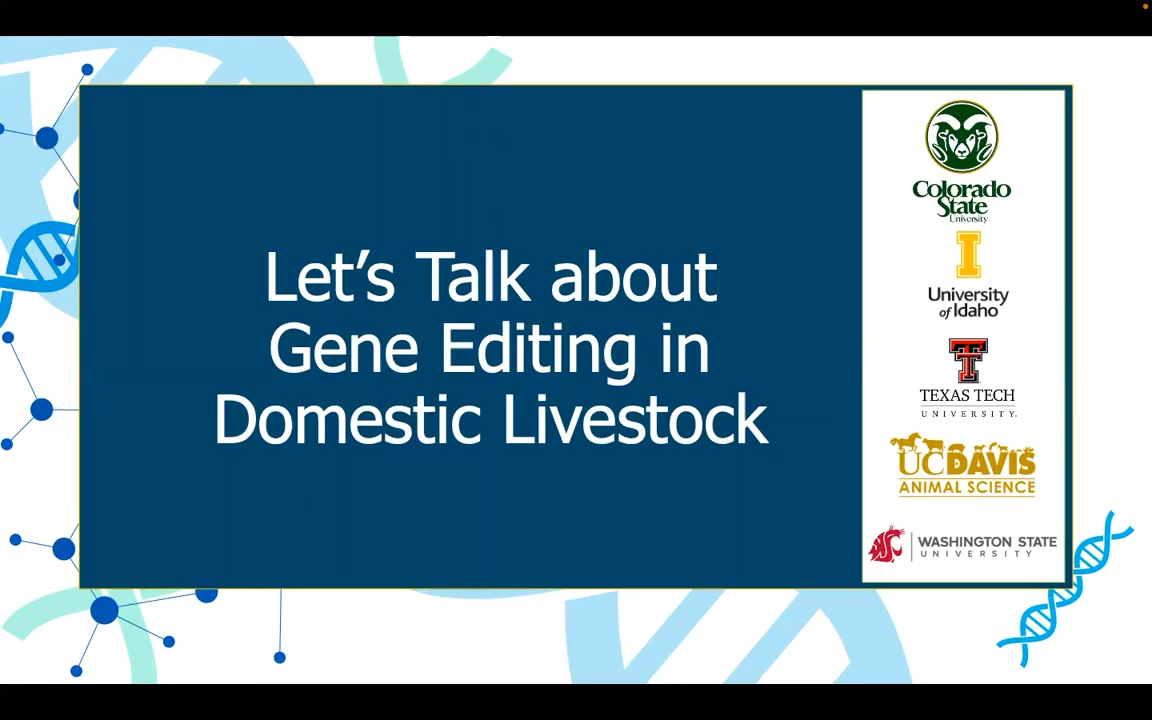 Let's Talk about
Gene Editing in
Domestic Livestock
Colorado
State
University
I
University
of Idaho
T
TEXAS TECH
UNIVERSITY.
UCDAVIS
ANIMAL SCIENCE
WASHINGTON STATE
UNIVERSITY